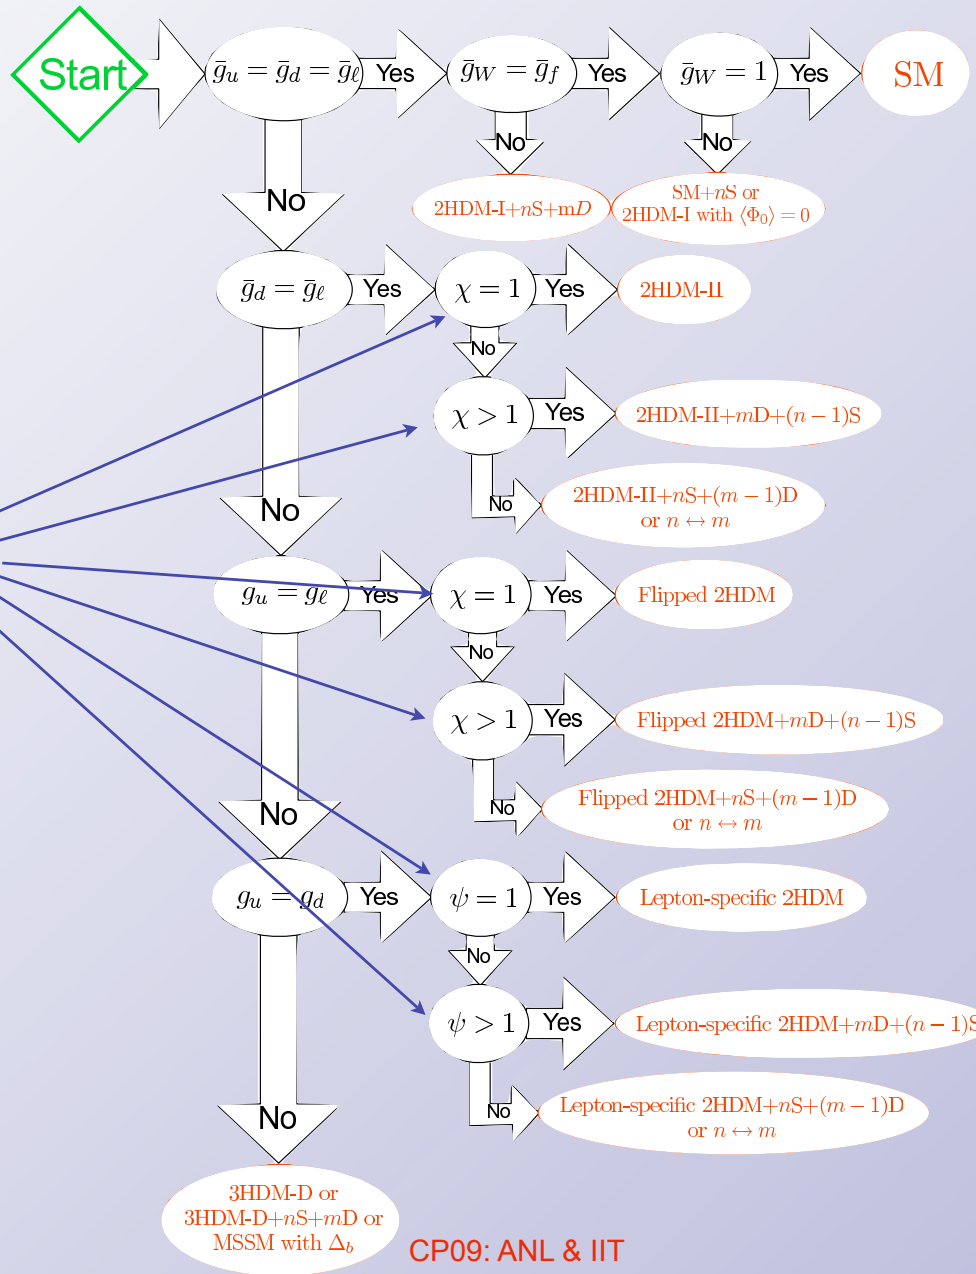 Start
ḡ_u = ḡ_d = ḡ_ℓ
Yes
ḡ_W = ḡ_f
Yes
ḡ_W = 1
Yes
SM
No
No
No
2HDM-I+nS+mD
SM+nS or
2HDM-I with ⟨Φ₀⟩ = 0
ḡ_d = ḡ_ℓ
Yes
χ = 1
Yes
2HDM-II
No
χ > 1
Yes
2HDM-II+mD+(n − 1)S
No
No
2HDM-II+nS+(m − 1)D
or n ↔ m
g_u = g_ℓ
Yes
χ = 1
Yes
Flipped 2HDM
No
χ > 1
Yes
Flipped 2HDM+mD+(n − 1)S
No
No
Flipped 2HDM+nS+(m − 1)D
or n ↔ m
g_u = g_d
Yes
ψ = 1
Yes
Lepton-specific 2HDM
No
ψ > 1
Yes
Lepton-specific 2HDM+mD+(n − 1)S
No
No
Lepton-specific 2HDM+nS+(m − 1)D
or n ↔ m
3HDM-D or
3HDM-D+nS+mD or
MSSM with Δ_b
CP09: ANL & IIT